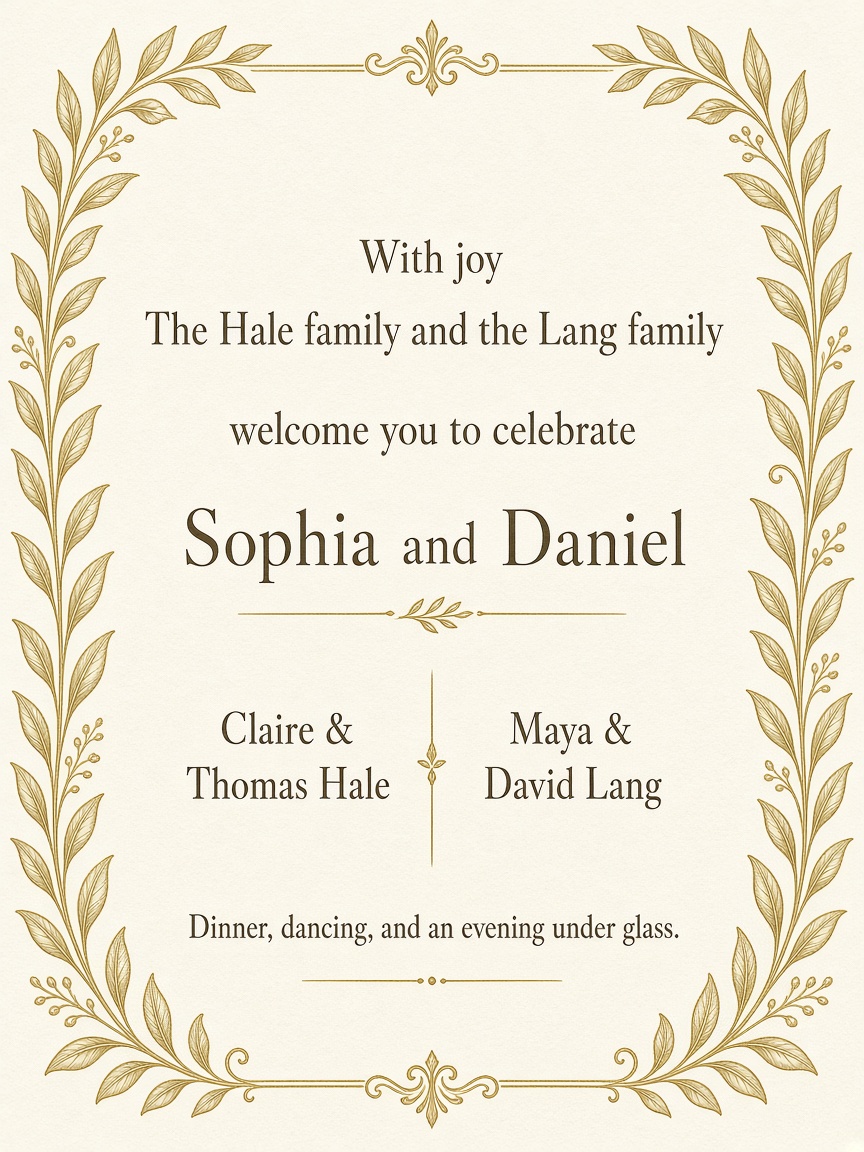 With joy
The Hale family and the Lang family
welcome you to celebrate
Sophia and Daniel
Claire &
Thomas Hale
Maya &
David Lang
Dinner, dancing, and an evening under glass.